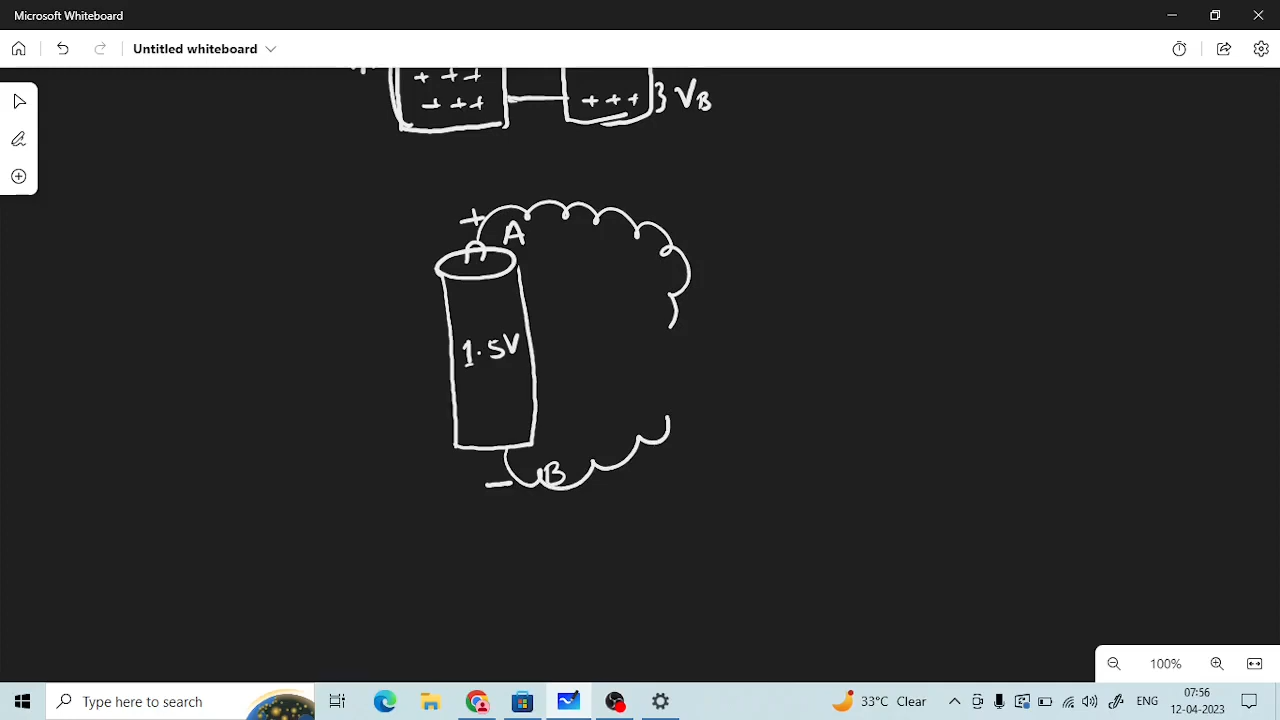 Microsoft Whiteboard
Untitled whiteboard
+ + +
+ + +
+ + +
} VB
+
A
1.5V
B
−
100%
Type here to search
33°C Clear
ENG
07:56
12-04-2023